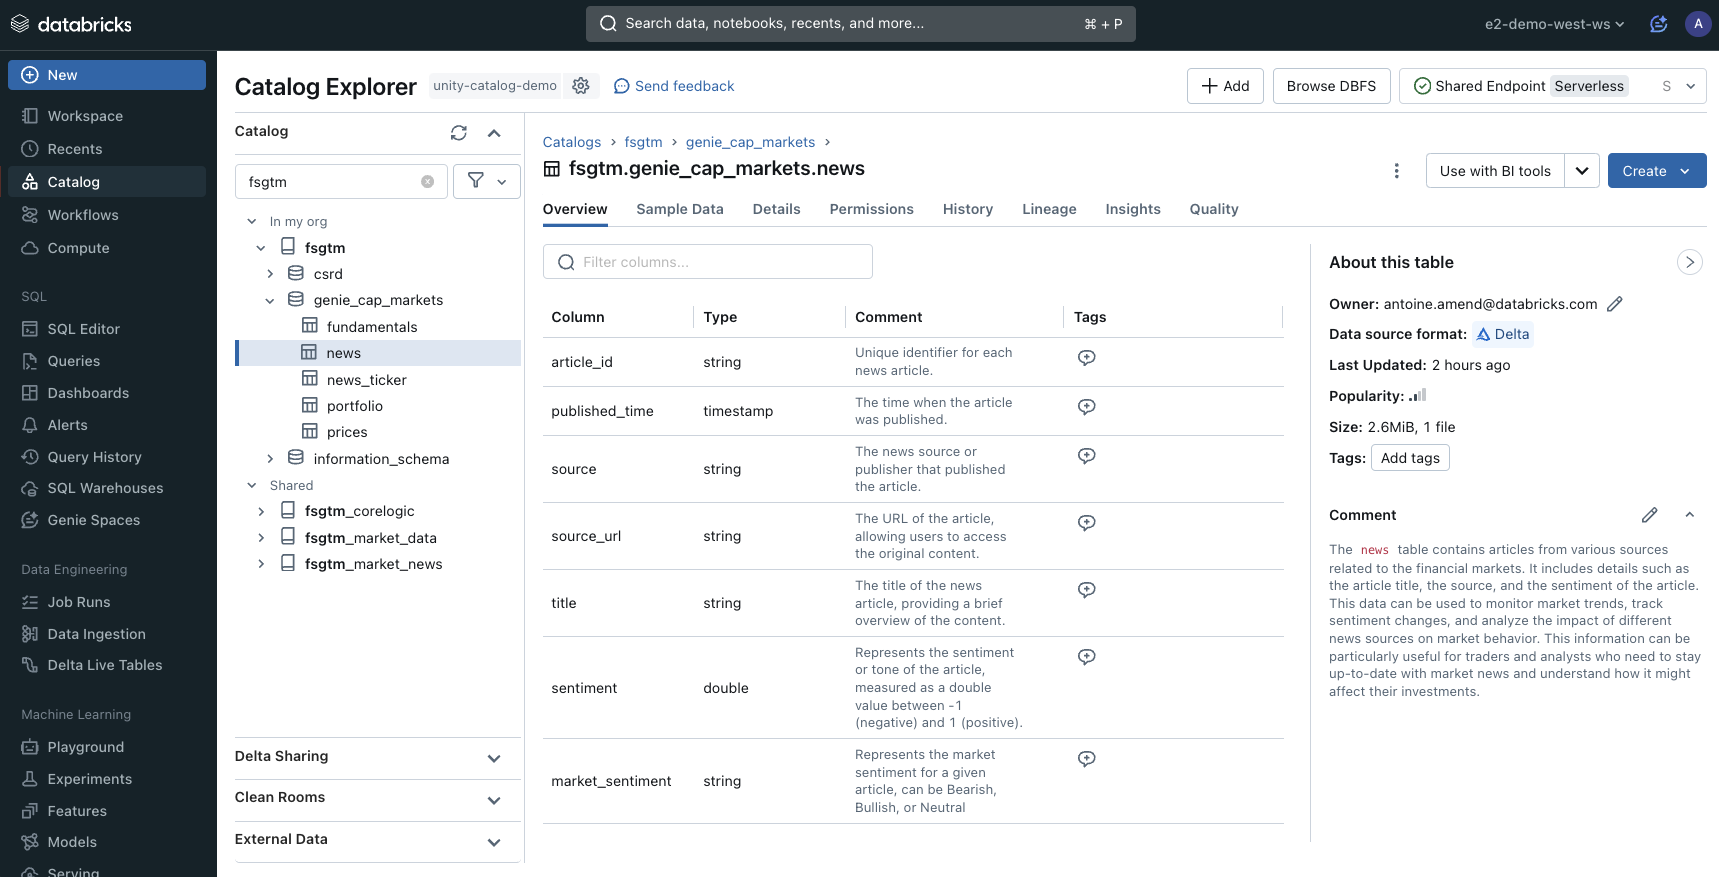 databricks
Search data, notebooks, recents, and more...
⌘ + P
e2-demo-west-ws
A
New
Workspace
Recents
Catalog
Workflows
Compute
SQL
SQL Editor
Queries
Dashboards
Alerts
Query History
SQL Warehouses
Genie Spaces
Data Engineering
Job Runs
Data Ingestion
Delta Live Tables
Machine Learning
Playground
Experiments
Features
Models
Serving
Catalog Explorer
unity-catalog-demo
Send feedback
Add
Browse DBFS
Shared Endpoint Serverless S
Catalog
fsgtm
In my org
fsgtm
csrd
genie_cap_markets
fundamentals
news
news_ticker
portfolio
prices
information_schema
Shared
fsgtm_corelogic
fsgtm_market_data
fsgtm_market_news
Delta Sharing
Clean Rooms
External Data
Catalogs > fsgtm > genie_cap_markets >
fsgtm.genie_cap_markets.news
Use with BI tools
Create
Overview Sample Data Details Permissions History Lineage Insights Quality
Filter columns...
Column Type Comment Tags
article_id string Unique identifier for each
news article.
published_time timestamp The time when the article
was published.
source string The news source or
publisher that published
the article.
source_url string The URL of the article,
allowing users to access
the original content.
title string The title of the news
article, providing a brief
overview of the content.
sentiment double Represents the sentiment
or tone of the article,
measured as a double
value between -1
(negative) and 1 (positive).
market_sentiment string Represents the market
sentiment for a given
article, can be Bearish,
Bullish, or Neutral
About this table
Owner: antoine.amend@databricks.com
Data source format: Delta
Last Updated: 2 hours ago
Popularity:
Size: 2.6MiB, 1 file
Tags: Add tags
Comment
The news table contains articles from various sources
related to the financial markets. It includes details such as
the article title, the source, and the sentiment of the article.
This data can be used to monitor market trends, track
sentiment changes, and analyze the impact of different
news sources on market behavior. This information can be
particularly useful for traders and analysts who need to stay
up-to-date with market news and understand how it might
affect their investments.